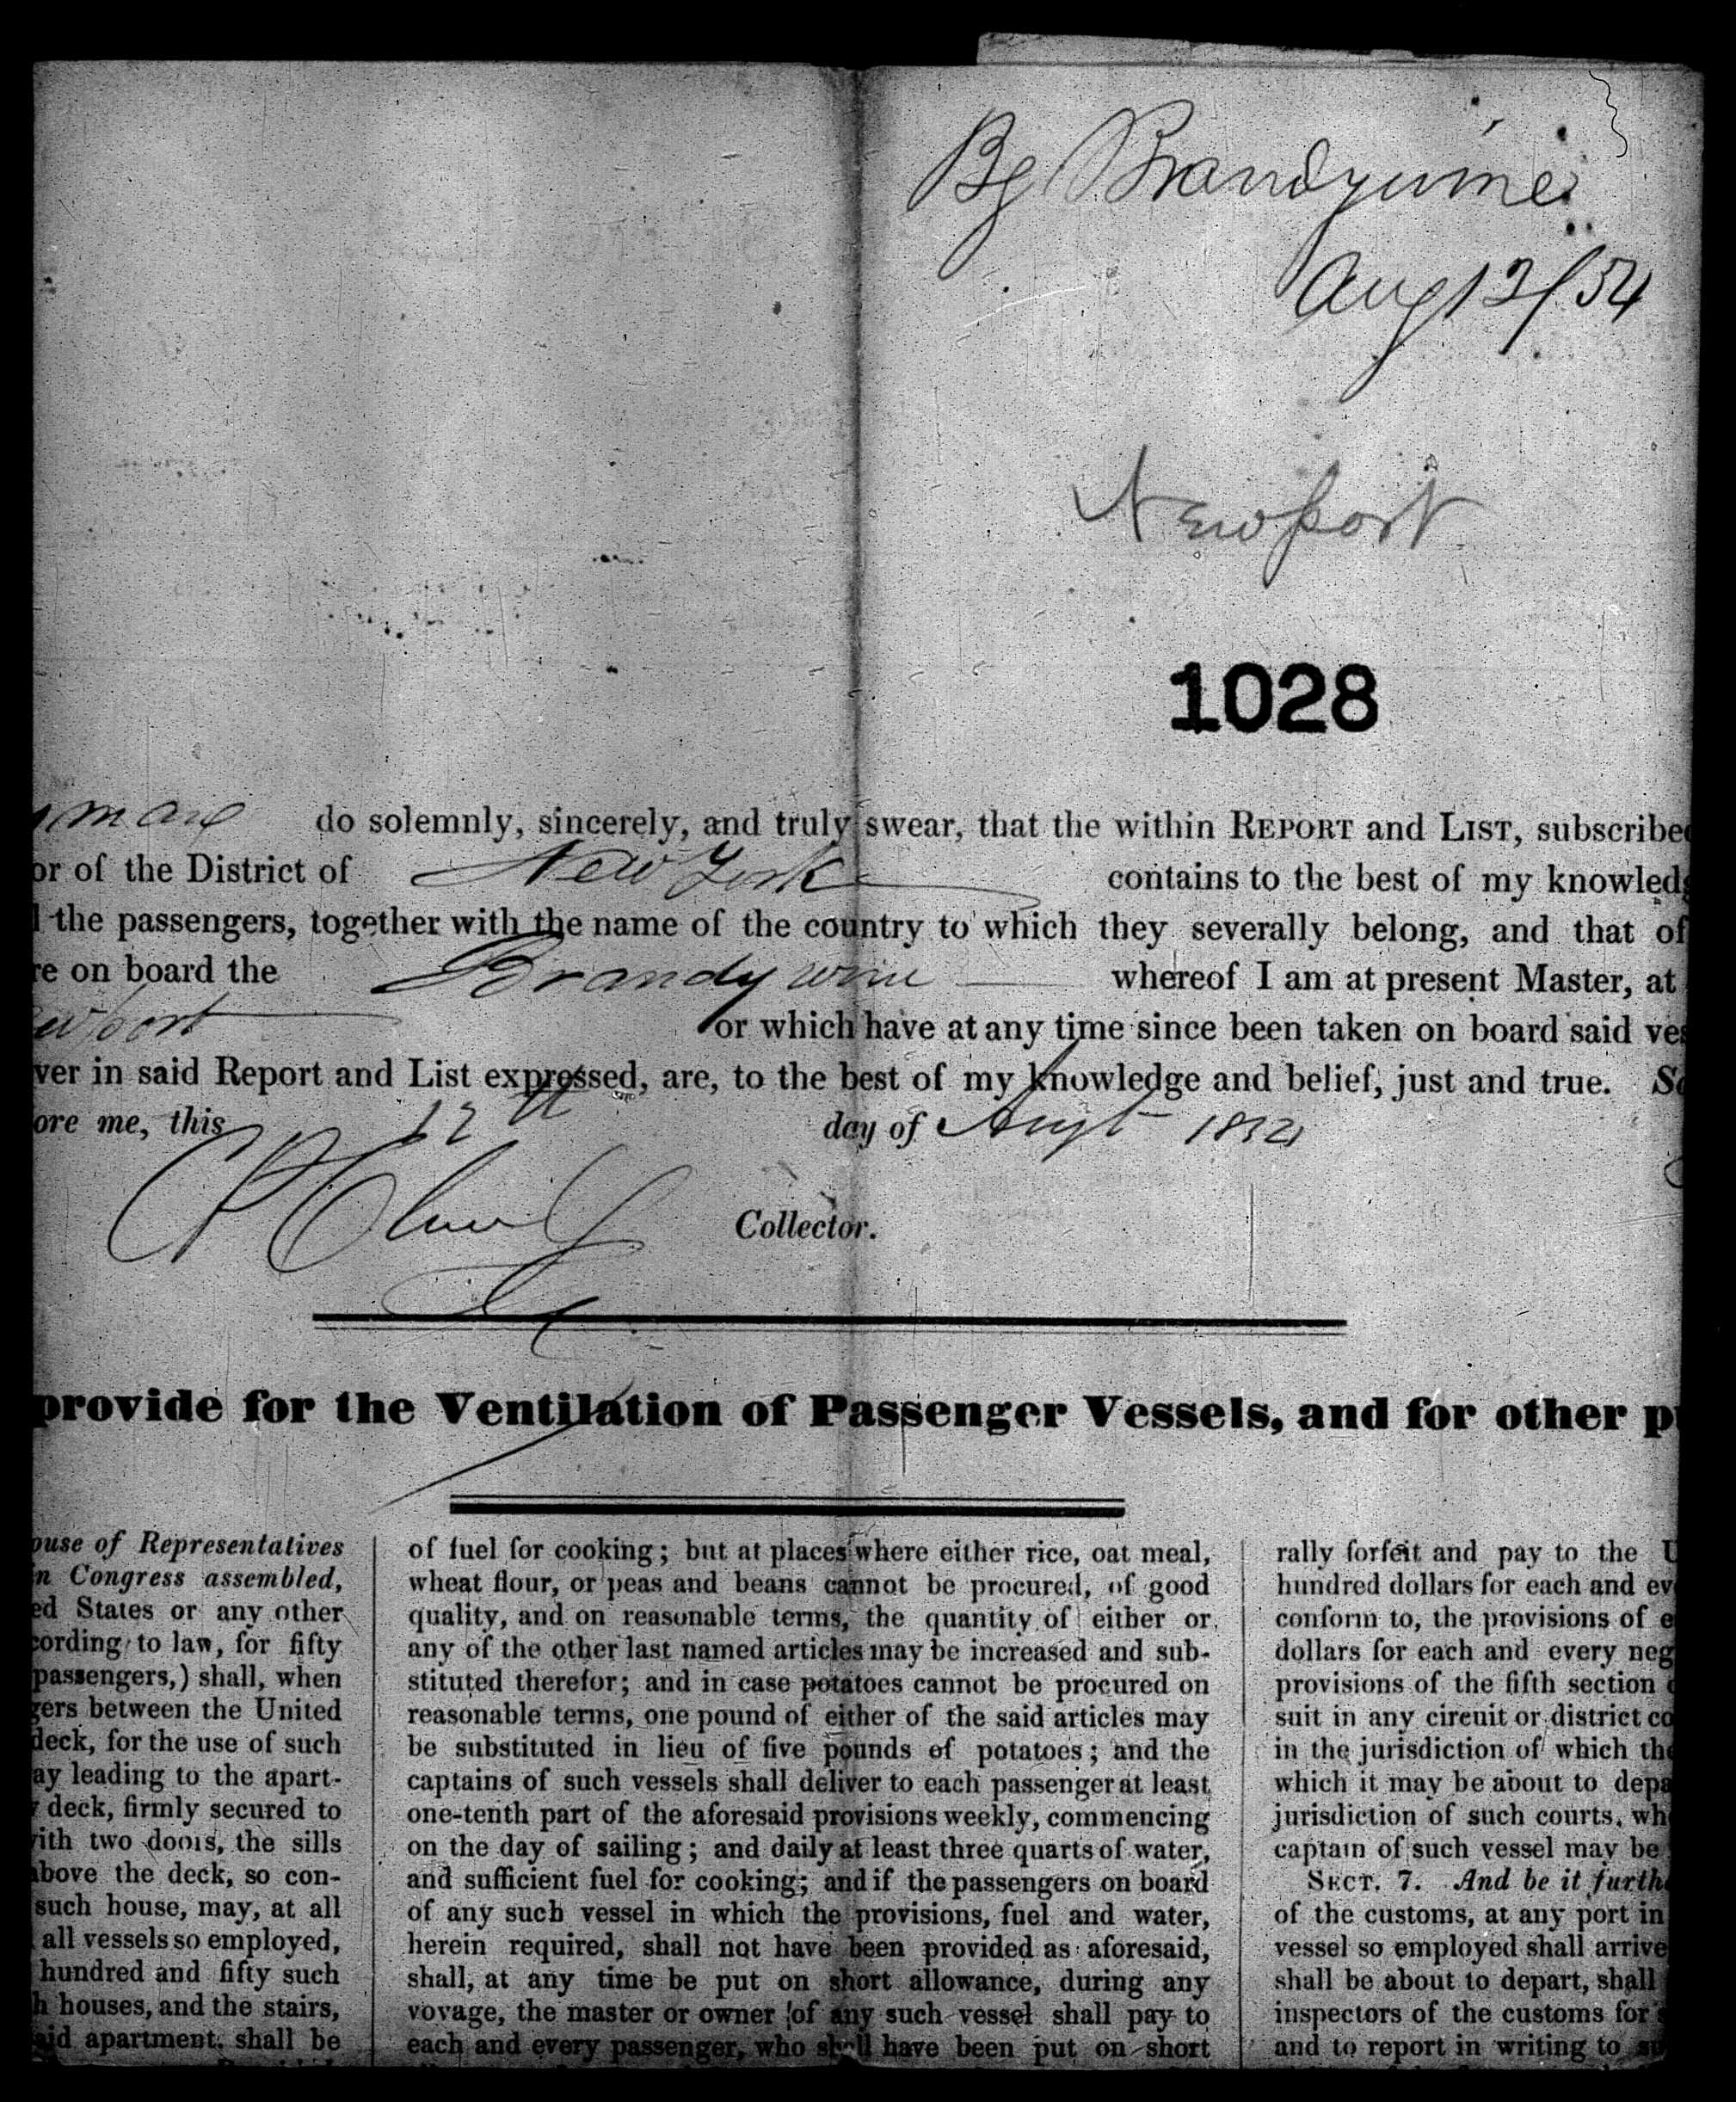 Bg Brandywine
Aug 12/54
Newport
1028
do solemnly, sincerely, and truly swear, that the within REPORT and LIST, subscribe
or of the District of New York contains to the best of my knowled
the passengers, together with the name of the country to which they severally belong, and that of
re on board the Brandywine whereof I am at present Master, at
ewport or which have at any time since been taken on board said ves
ver in said Report and List expressed, are, to the best of my knowledge and belief, just and true. S
ore me, this 12th day of Augt 1854
Collector.
provide for the Ventilation of Passenger Vessels, and for other p
ouse of Representatives
n Congress assembled,
ed States or any other
cording to law, for fifty
passengers,) shall, when
gers between the United
deck, for the use of such
ay leading to the apart-
deck, firmly secured to
ith two doors, the sills
above the deck, so con-
such house, may, at all
all vessels so employed,
hundred and fifty such
h houses, and the stairs,
aid apartment, shall be
of fuel for cooking; but at places where either rice, oat meal,
wheat flour, or peas and beans cannot be procured, of good
quality, and on reasonable terms, the quantity of either or
any of the other last named articles may be increased and sub-
stituted therefor; and in case potatoes cannot be procured on
reasonable terms, one pound of either of the said articles may
be substituted in lieu of five pounds of potatoes; and the
captains of such vessels shall deliver to each passenger at least
one-tenth part of the aforesaid provisions weekly, commencing
on the day of sailing; and daily at least three quarts of water,
and sufficient fuel for cooking; and if the passengers on board
of any such vessel in which the provisions, fuel and water,
herein required, shall not have been provided as aforesaid,
shall, at any time be put on short allowance, during any
voyage, the master or owner of any such vessel shall pay to
each and every passenger, who shall have been put on short
rally forfeit and pay to the U
hundred dollars for each and ev
conform to, the provisions of e
dollars for each and every neg
provisions of the fifth section
suit in any circuit or district co
in the jurisdiction of which the
which it may be about to depa
jurisdiction of such courts, wh
captain of such vessel may be
SECT. 7. And be it furth
of the customs, at any port in
vessel so employed shall arrive
shall be about to depart, shall
inspectors of the customs for
and to report in writing to